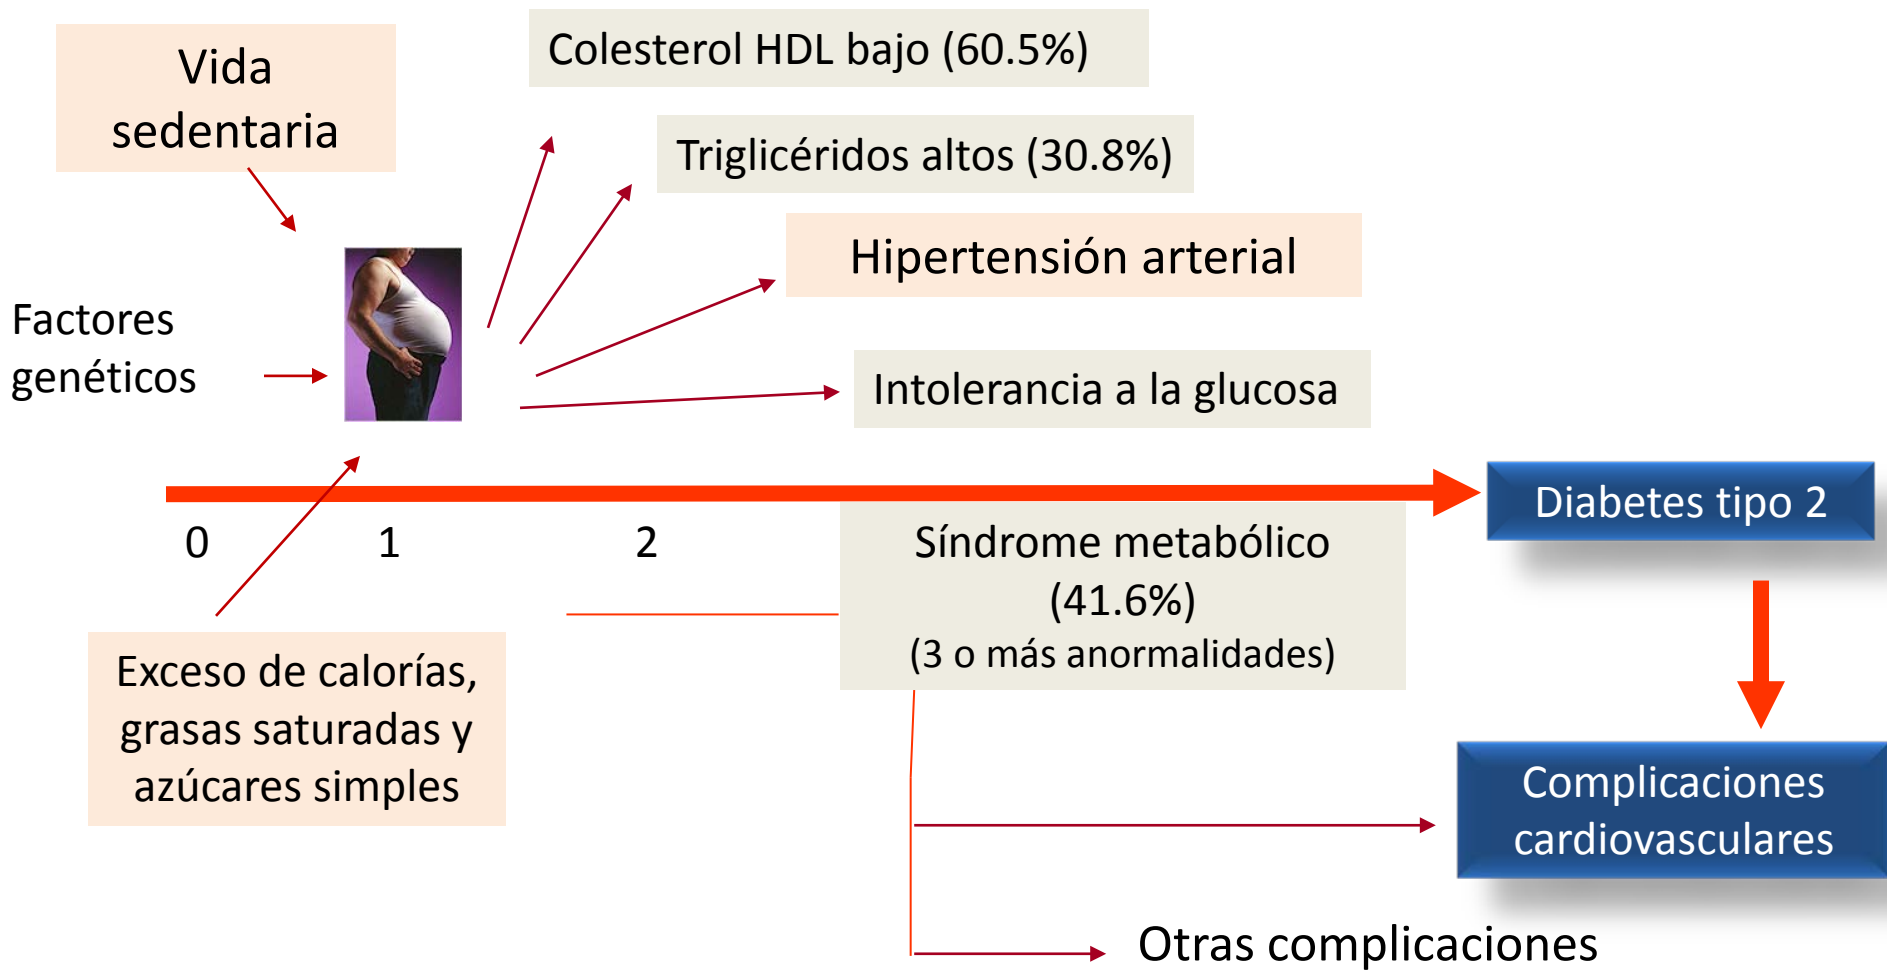 Vida
sedentaria
Colesterol HDL bajo (60.5%)
Triglicéridos altos (30.8%)
Hipertensión arterial
Factores
genéticos
Intolerancia a la glucosa
Diabetes tipo 2
0
1
2
Síndrome metabólico
(41.6%)
(3 o más anormalidades)
Exceso de calorías,
grasas saturadas y
azúcares simples
Complicaciones
cardiovasculares
Otras complicaciones